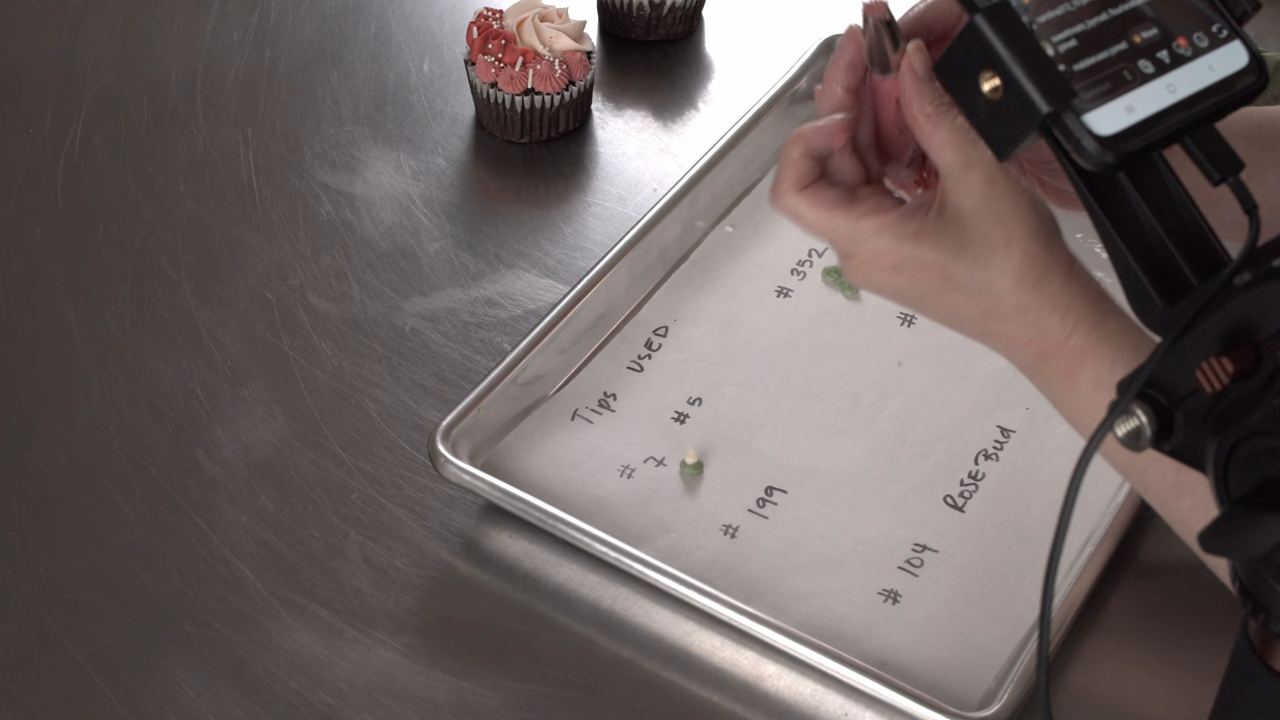 Tips USED
# 5
# 7
# 199
# 352
#
# 104 ROSEBUD